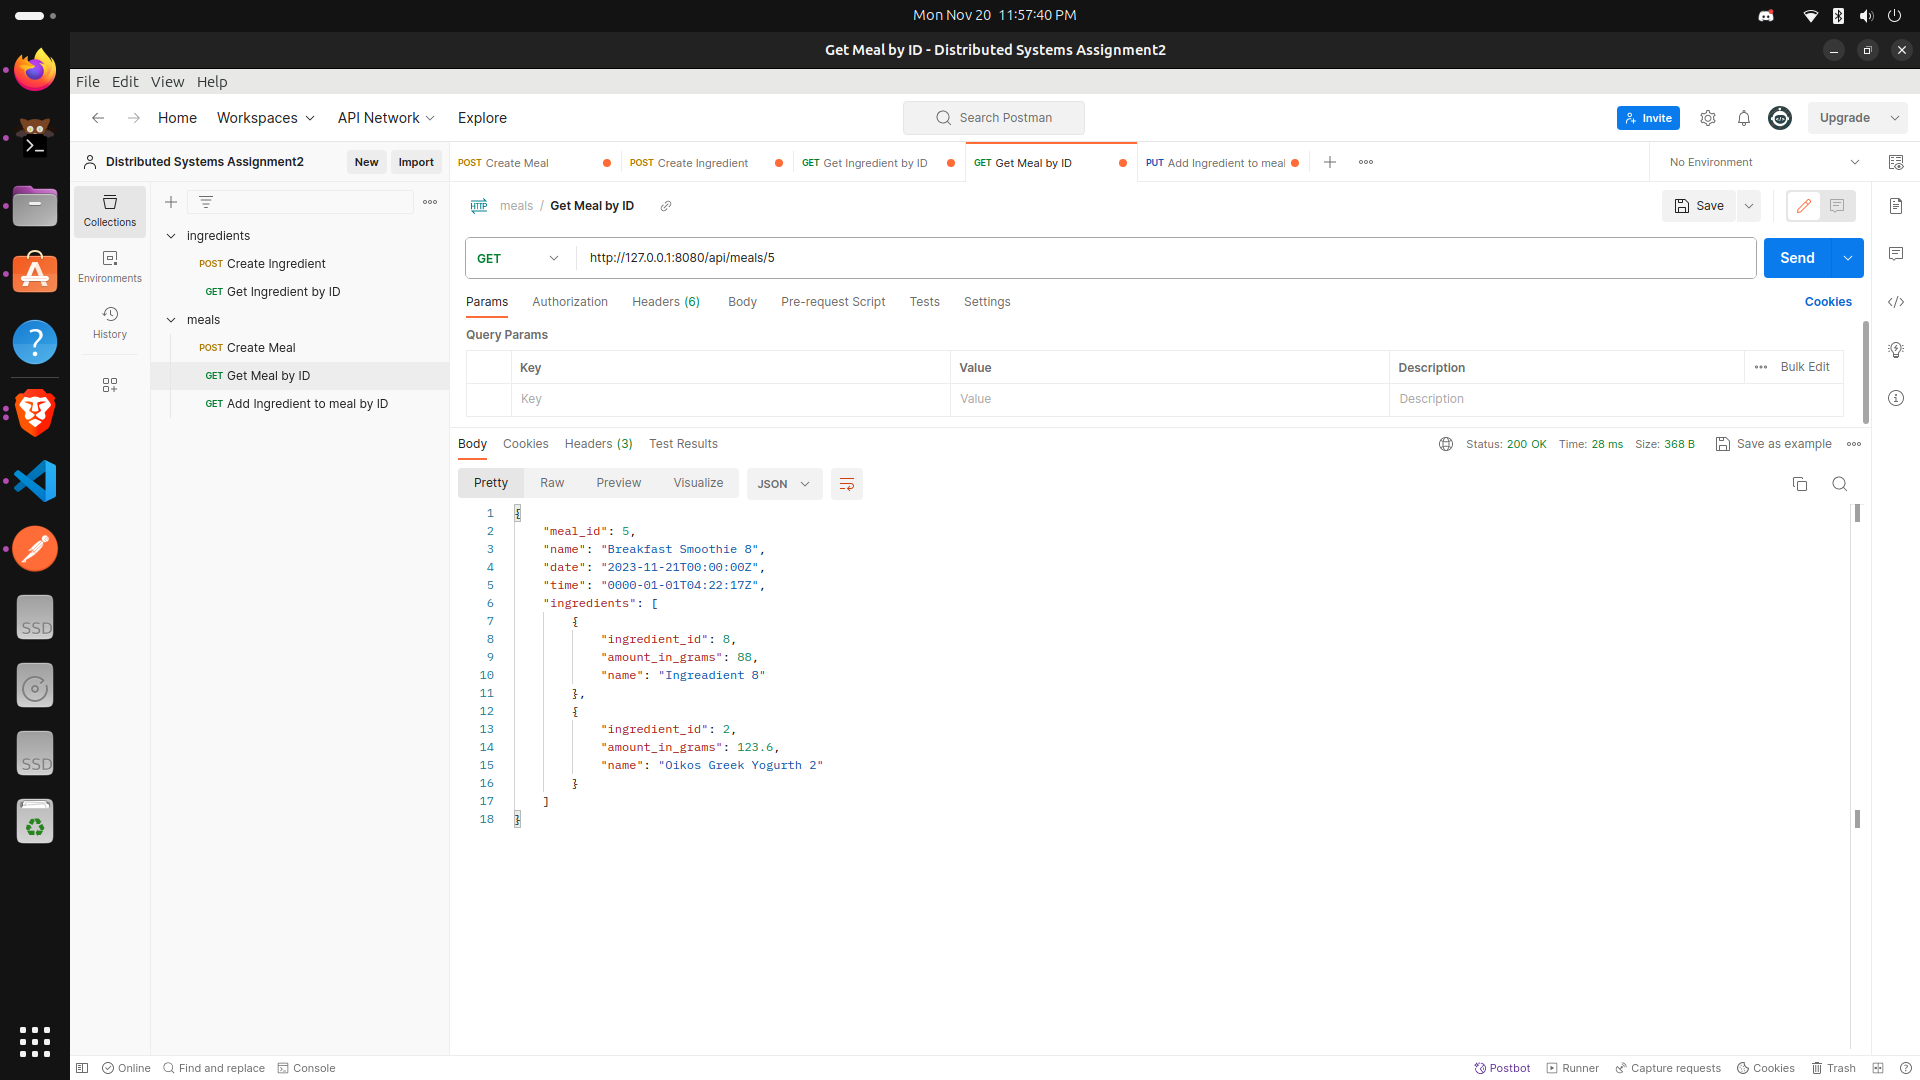 Mon Nov 20 11:57:40 PM
Get Meal by ID - Distributed Systems Assignment2
File Edit View Help
Home Workspaces API Network Explore Search Postman Invite Upgrade
Distributed Systems Assignment2 New Import
POST Create Meal POST Create Ingredient GET Get Ingredient by ID GET Get Meal by ID PUT Add Ingredient to meal No Environment
Collections
Environments
History
ingredients
POST Create Ingredient
GET Get Ingredient by ID
meals
POST Create Meal
GET Get Meal by ID
GET Add Ingredient to meal by ID
HTTP meals / Get Meal by ID Save
GET http://127.0.0.1:8080/api/meals/5 Send
Params Authorization Headers (6) Body Pre-request Script Tests Settings Cookies
Query Params
Key Value Description Bulk Edit
Key Value Description
Body Cookies Headers (3) Test Results Status: 200 OK Time: 28 ms Size: 368 B Save as example
Pretty Raw Preview Visualize JSON
1 {
2 "meal_id": 5,
3 "name": "Breakfast Smoothie 8",
4 "date": "2023-11-21T00:00:00Z",
5 "time": "0000-01-01T04:22:17Z",
6 "ingredients": [
7 {
8 "ingredient_id": 8,
9 "amount_in_grams": 88,
10 "name": "Ingreadient 8"
11 },
12 {
13 "ingredient_id": 2,
14 "amount_in_grams": 123.6,
15 "name": "Oikos Greek Yogurth 2"
16 }
17 ]
18 }
SSD
SSD
Online Find and replace Console Postbot Runner Capture requests Cookies Trash